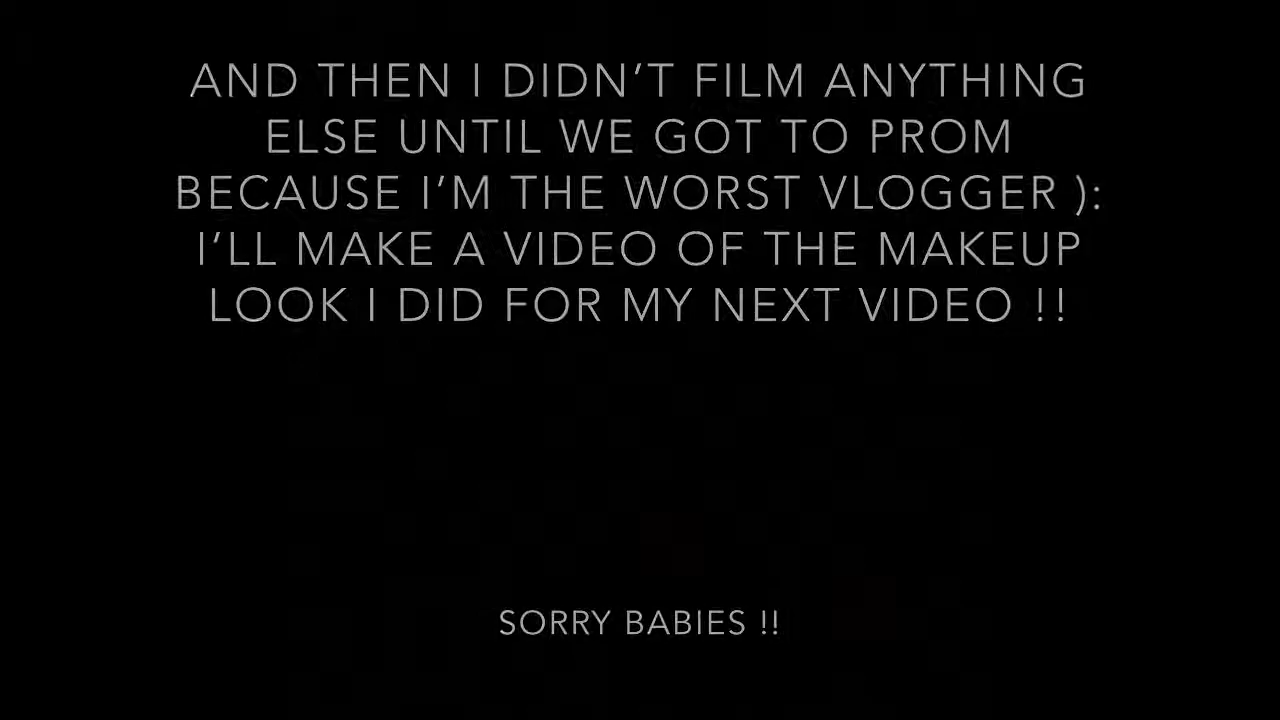 AND THEN I DIDN’T FILM ANYTHING
ELSE UNTIL WE GOT TO PROM
BECAUSE I’M THE WORST VLOGGER ):
I’LL MAKE A VIDEO OF THE MAKEUP
LOOK I DID FOR MY NEXT VIDEO !!
SORRY BABIES !!